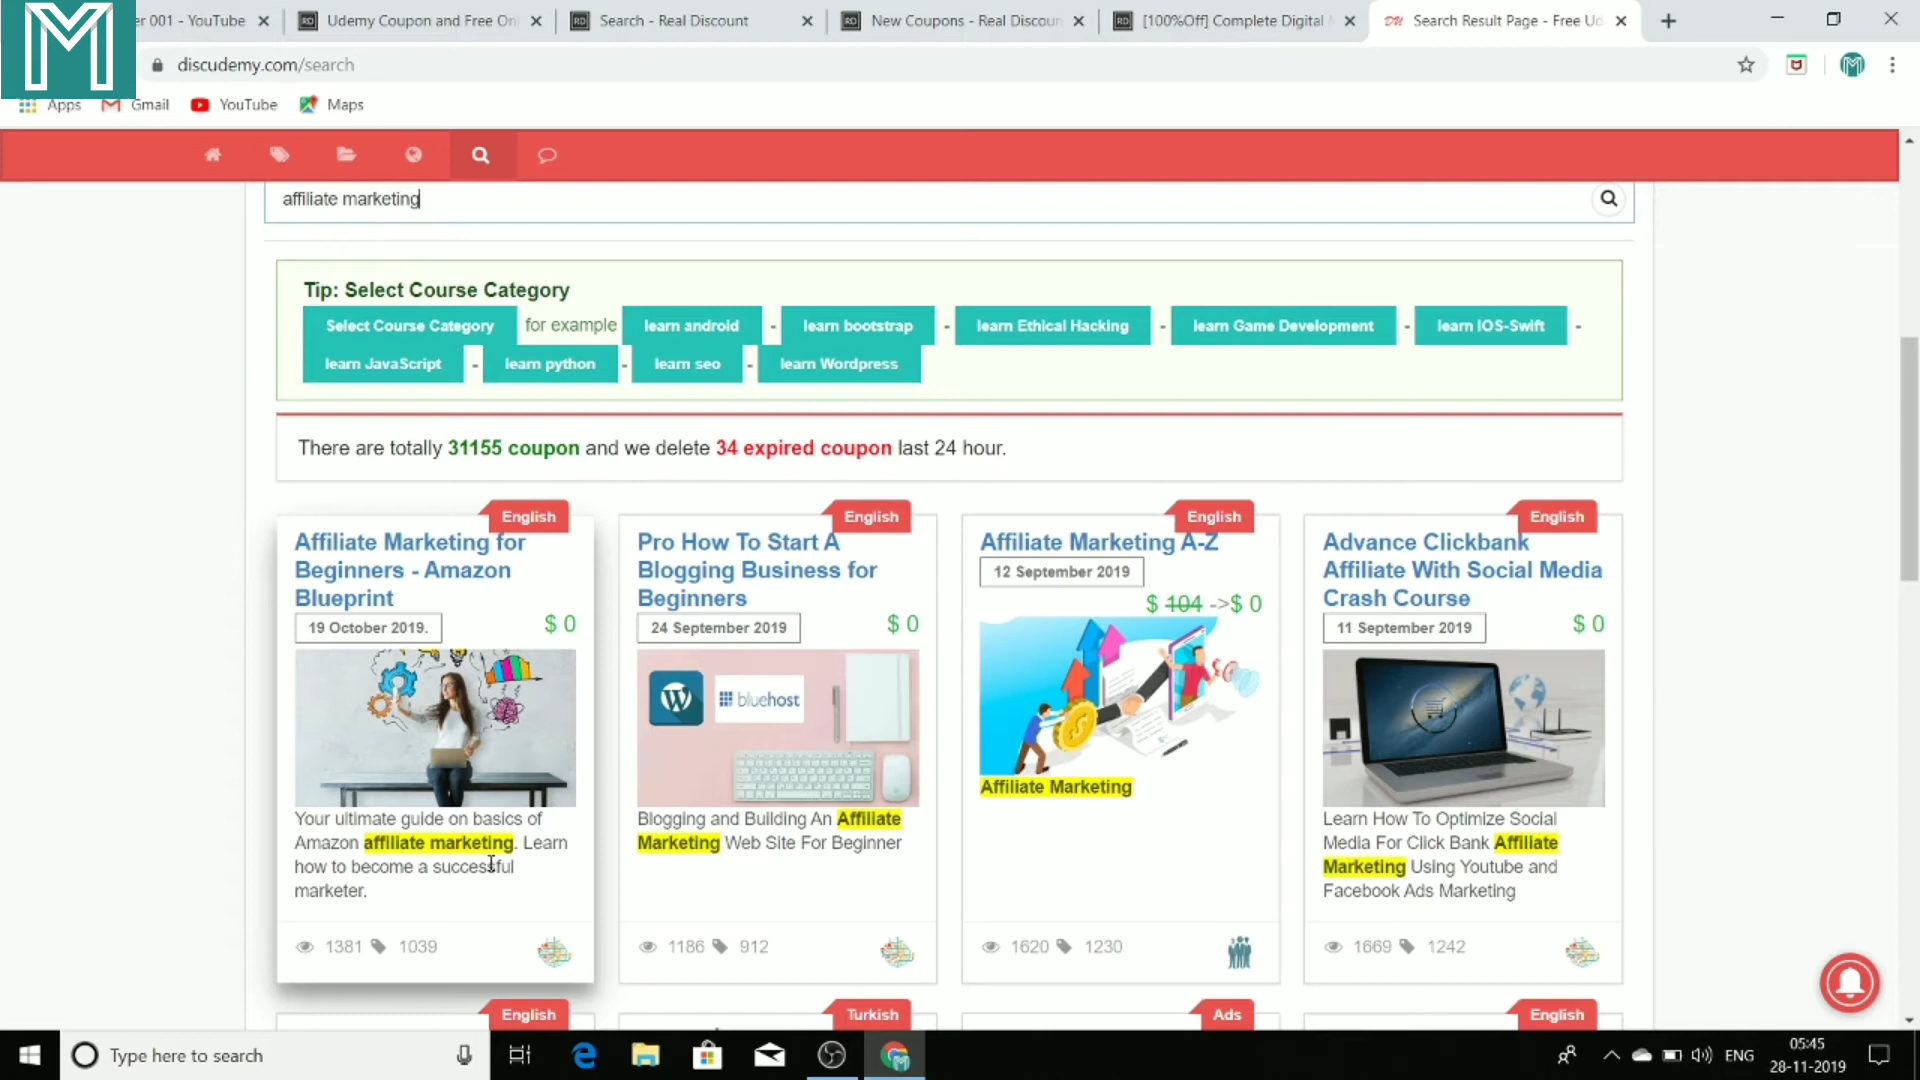 er 001 - YouTube
Udemy Coupon and Free On
Search - Real Discount
New Coupons - Real Discoun
[100%Off] Complete Digital
Search Result Page - Free Ud
discudemy.com/search
Apps
Gmail
YouTube
Maps
affiliate marketing
Tip: Select Course Category
Select Course Category for example learn android - learn bootstrap - learn Ethical Hacking - learn Game Development - learn IOS-Swift -
learn JavaScript - learn python - learn seo - learn Wordpress
There are totally 31155 coupon and we delete 34 expired coupon last 24 hour.
English
Affiliate Marketing for
Beginners - Amazon
Blueprint
19 October 2019.
$ 0
Your ultimate guide on basics of
Amazon affiliate marketing. Learn
how to become a successful
marketer.
1381
1039
English
Pro How To Start A
Blogging Business for
Beginners
24 September 2019
$ 0
bluehost
Blogging and Building An Affiliate
Marketing Web Site For Beginner
1186
912
English
Affiliate Marketing A-Z
12 September 2019
$ 104 ->$ 0
Affiliate Marketing
1620
1230
English
Advance Clickbank
Affiliate With Social Media
Crash Course
11 September 2019
$ 0
Learn How To Optimize Social
Media For Click Bank Affiliate
Marketing Using Youtube and
Facebook Ads Marketing
1669
1242
English
Turkish
Ads
English
Type here to search
ENG
05:45
28-11-2019